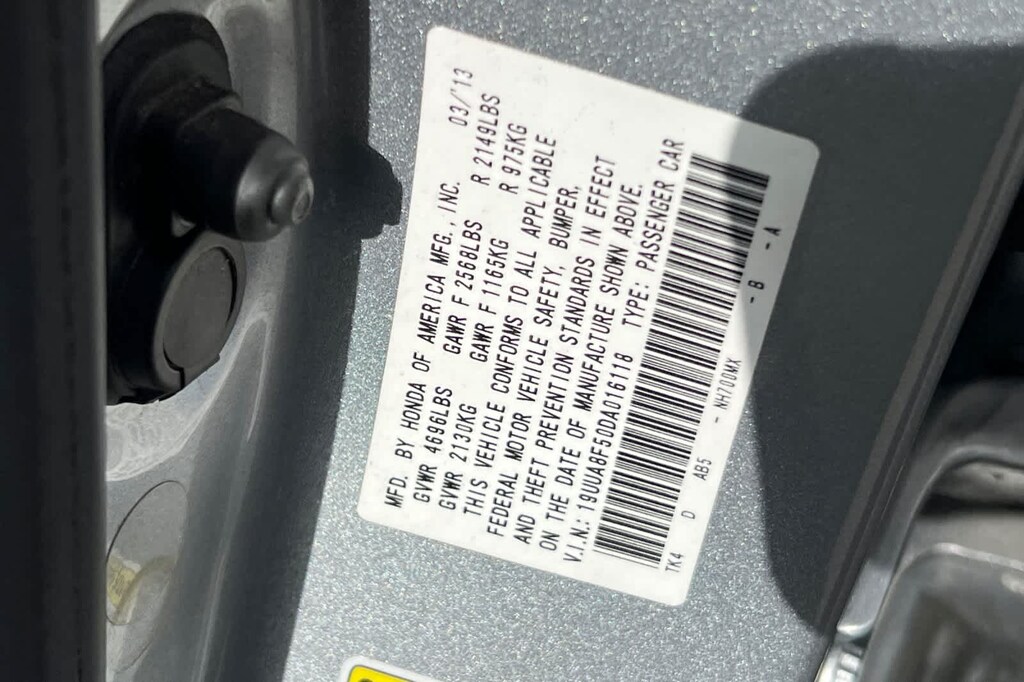 MFD. BY HONDA OF AMERICA MFG., INC. 03/'13
GVWR 4696LBS GAWR F 2568LBS R 2149LBS
GVWR 2130KG GAWR F 1165KG R 975KG
THIS VEHICLE CONFORMS TO ALL APPLICABLE
FEDERAL MOTOR VEHICLE SAFETY, BUMPER,
AND THEFT PREVENTION STANDARDS IN EFFECT
ON THE DATE OF MANUFACTURE SHOWN ABOVE.
V.I.N.: 19UUA8F50DA016118 TYPE: PASSENGER CAR
TK4 D AB5 - NH700MX - B - A